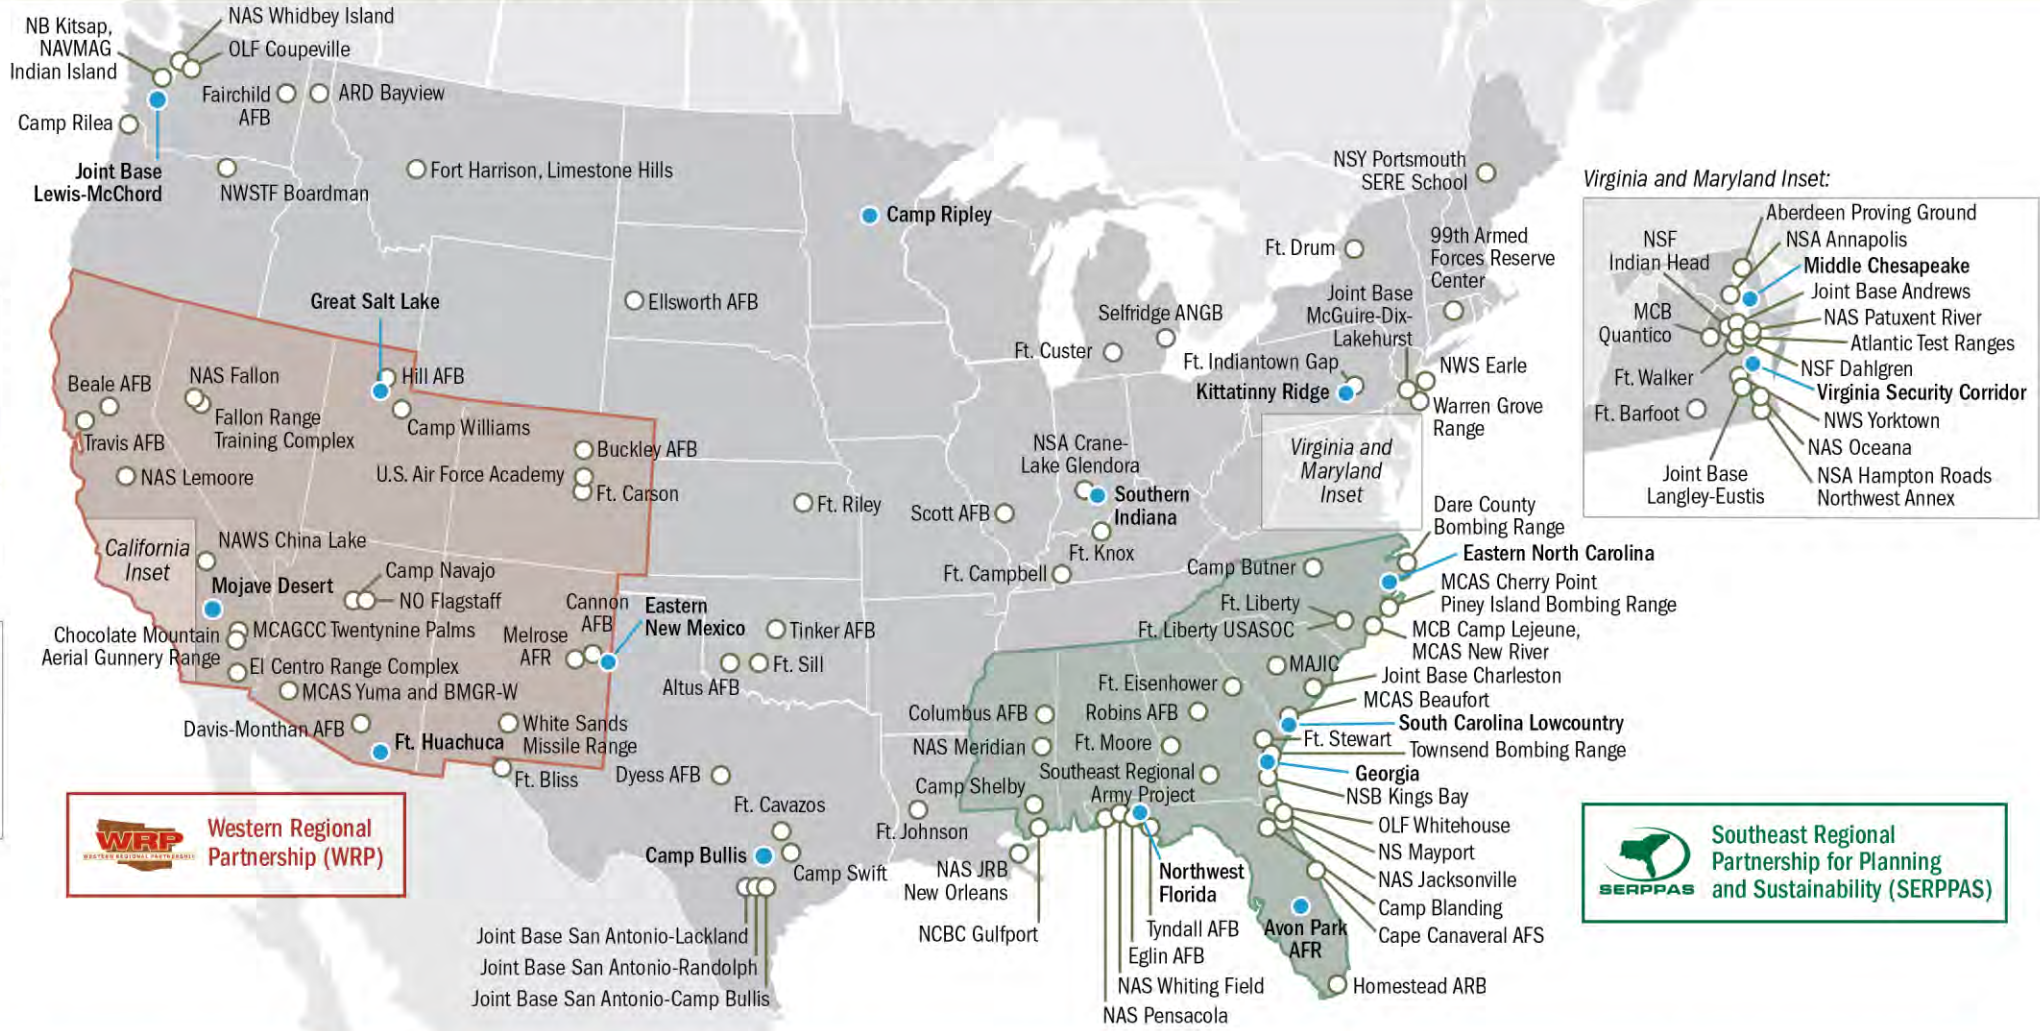 NB Kitsap,
NAVMAG
Indian Island
NAS Whidbey Island
OLF Coupeville
Fairchild
AFB
ARD Bayview
Camp Rilea
Joint Base
Lewis-McChord
NWSTF Boardman
Fort Harrison, Limestone Hills
Camp Ripley
NSY Portsmouth
SERE School
Ft. Drum
99th Armed
Forces Reserve
Center
Joint Base
McGuire-Dix-
Lakehurst
Great Salt Lake
Ellsworth AFB
Selfridge ANGB
Ft. Custer
Ft. Indiantown Gap
Kittatinny Ridge
NWS Earle
Warren Grove
Range
Virginia and
Maryland
Inset
Virginia and Maryland Inset:
Aberdeen Proving Ground
NSA Annapolis
Middle Chesapeake
Joint Base Andrews
NAS Patuxent River
Atlantic Test Ranges
NSF Dahlgren
Virginia Security Corridor
NWS Yorktown
NAS Oceana
NSA Hampton Roads
Northwest Annex
NSF
Indian Head
MCB
Quantico
Ft. Walker
Ft. Barfoot
Joint Base
Langley-Eustis
Beale AFB
Travis AFB
NAS Fallon
Fallon Range
Training Complex
Hill AFB
Camp Williams
NAS Lemoore
Buckley AFB
U.S. Air Force Academy
Ft. Carson
Ft. Riley
Scott AFB
NSA Crane-
Lake Glendora
Southern
Indiana
Ft. Knox
Ft. Campbell
California
Inset
NAWS China Lake
Mojave Desert
Camp Navajo
NO Flagstaff
Chocolate Mountain
Aerial Gunnery Range
MCAGCC Twentynine Palms
El Centro Range Complex
MCAS Yuma and BMGR-W
Davis-Monthan AFB
Ft. Huachuca
Cannon
AFB
Melrose
AFR
Eastern
New Mexico
White Sands
Missile Range
Ft. Bliss
Tinker AFB
Altus AFB
Ft. Sill
Dyess AFB
Ft. Cavazos
Camp Bullis
Camp Swift
Joint Base San Antonio-Lackland
Joint Base San Antonio-Randolph
Joint Base San Antonio-Camp Bullis
Ft. Johnson
NAS JRB
New Orleans
NCBC Gulfport
Columbus AFB
NAS Meridian
Camp Shelby
Dare County
Bombing Range
Eastern North Carolina
Camp Butner
MCAS Cherry Point
Piney Island Bombing Range
Ft. Liberty
Ft. Liberty USASOC
MCB Camp Lejeune,
MCAS New River
MAJIC
Joint Base Charleston
Ft. Eisenhower
MCAS Beaufort
Robins AFB
South Carolina Lowcountry
Ft. Moore
Ft. Stewart
Townsend Bombing Range
Southeast Regional
Army Project
Georgia
NSB Kings Bay
OLF Whitehouse
NS Mayport
NAS Jacksonville
Camp Blanding
Cape Canaveral AFS
Northwest
Florida
Tyndall AFB
Eglin AFB
NAS Whiting Field
NAS Pensacola
Avon Park
AFR
Homestead ARB
WRP
WESTERN REGIONAL PARTNERSHIP
Western Regional
Partnership (WRP)
SERPPAS
Southeast Regional
Partnership for Planning
and Sustainability (SERPPAS)